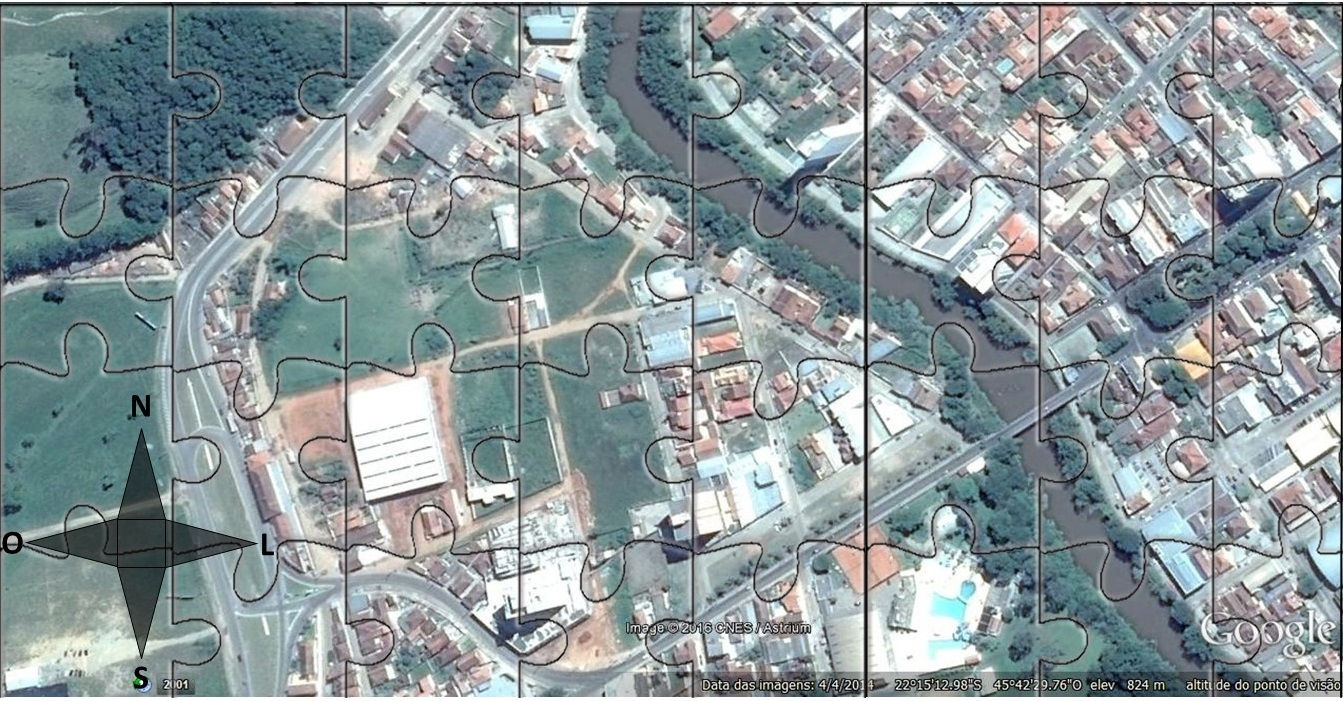 N
O
L
Image © 2016 CNES / Astrium
Google
S
2001
Data das imagens: 4/4/2014 22°15'12.98"S 45°42'29.76"O elev 824 m altitude do ponto de visão